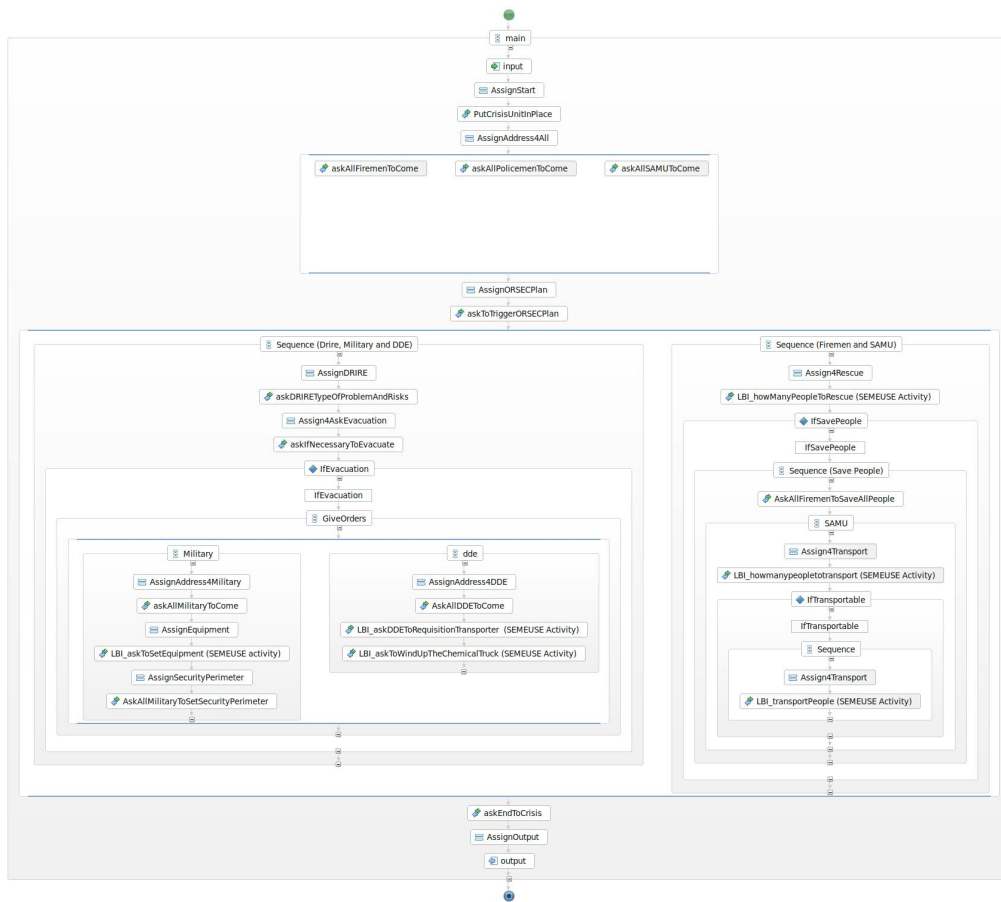 main
input
AssignStart
PutCrisisUnitInPlace
AssignAddress4All
askAllFiremenToCome
askAllPolicemenToCome
askAllSAMUToCome
AssignORSECPlan
askToTriggerORSECPlan
Sequence (Drire, Military and DDE)
AssignDRIRE
askDRIRETypeOfProblemAndRisks
Assign4AskEvacuation
askIfNecessaryToEvacuate
IfEvacuation
IfEvacuation
GiveOrders
Military
AssignAddress4Military
askAllMilitaryToCome
AssignEquipment
LBI_askToSetEquipment (SEMEUSE activity)
AssignSecurityPerimeter
AskAllMilitaryToSetSecurityPerimeter
dde
AssignAddress4DDE
AskAllDDEToCome
LBI_askDDEToRequisitionTransporter (SEMEUSE Activity)
LBI_askToWindUpTheChemicalTruck (SEMEUSE Activity)
Sequence (Firemen and SAMU)
Assign4Rescue
LBI_howManyPeopleToRescue (SEMEUSE Activity)
IfSavePeople
IfSavePeople
Sequence (Save People)
AskAllFiremenToSaveAllPeople
SAMU
Assign4Transport
LBI_howmanypeopletotransport (SEMEUSE Activity)
IfTransportable
IfTransportable
Sequence
Assign4Transport
LBI_transportPeople (SEMEUSE Activity)
askEndToCrisis
AssignOutput
output